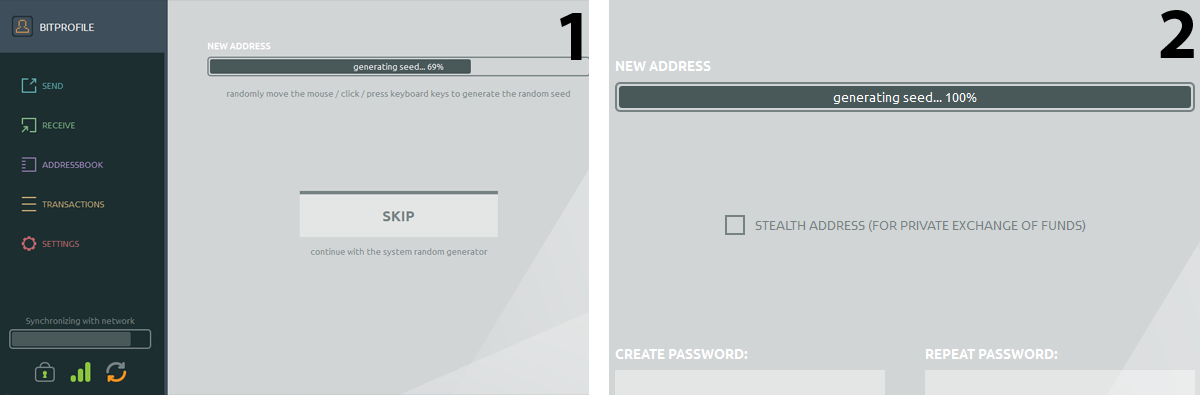 BITPROFILE
SEND
RECEIVE
ADDRESSBOOK
TRANSACTIONS
SETTINGS
Synchronizing with network
1
NEW ADDRESS
generating seed... 69%
randomly move the mouse / click / press keyboard keys to generate the random seed
SKIP
continue with the system random generator
2
NEW ADDRESS
generating seed... 100%
STEALTH ADDRESS (FOR PRIVATE EXCHANGE OF FUNDS)
CREATE PASSWORD:
REPEAT PASSWORD: